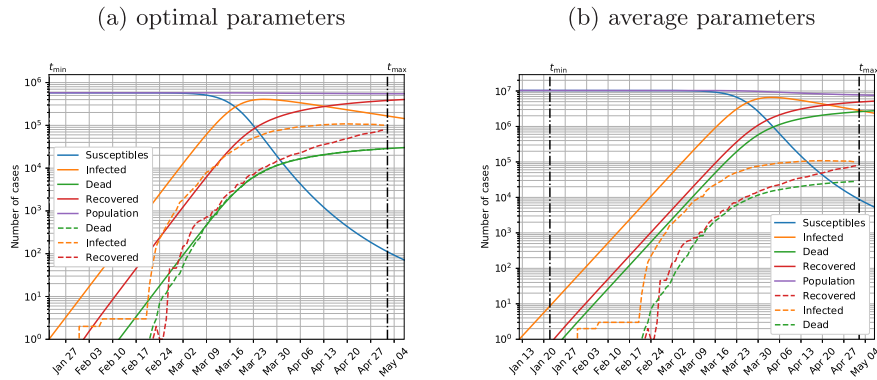 (a) optimal parameters
(b) average parameters
t_min
t_max
Number of cases
10^6
10^5
10^4
10^3
10^2
10^1
10^0
Susceptibles
Infected
Dead
Recovered
Population
Dead
Infected
Recovered
Jan 27
Feb 03
Feb 10
Feb 17
Feb 24
Mar 02
Mar 09
Mar 16
Mar 23
Mar 30
Apr 06
Apr 13
Apr 20
Apr 27
May 04
t_min
t_max
Number of cases
10^7
10^6
10^5
10^4
10^3
10^2
10^1
10^0
Susceptibles
Infected
Dead
Recovered
Population
Recovered
Infected
Dead
Jan 13
Jan 20
Jan 27
Feb 03
Feb 10
Feb 17
Feb 24
Mar 02
Mar 09
Mar 16
Mar 23
Mar 30
Apr 06
Apr 13
Apr 20
Apr 27
May 04